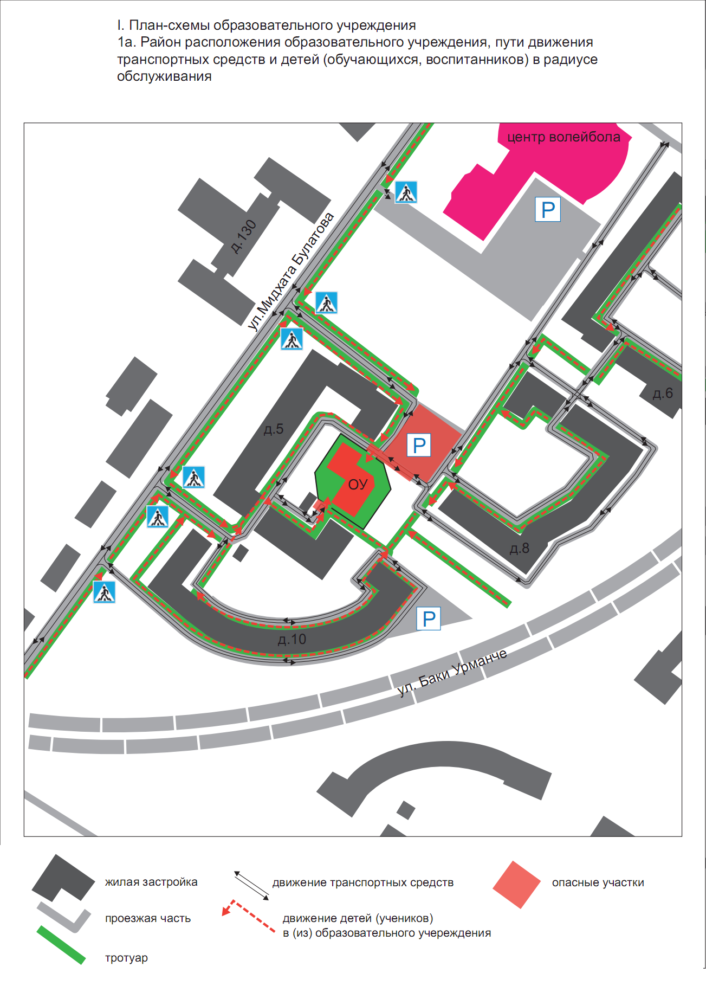 I. План-схемы образовательного учреждения
1а. Район расположения образовательного учреждения, пути движения
транспортных средств и детей (обучающихся, воспитанников) в радиусе
обслуживания
центр волейбола
P
д.130
ул.Мидхата Булатова
д.6
д.5
P
ОУ
д.8
P
д.10
ул. Баки Урманче
жилая застройка
движение транспортных средств
опасные участки
проезжая часть
движение детей (учеников)
в (из) образовательного учереждения
тротуар